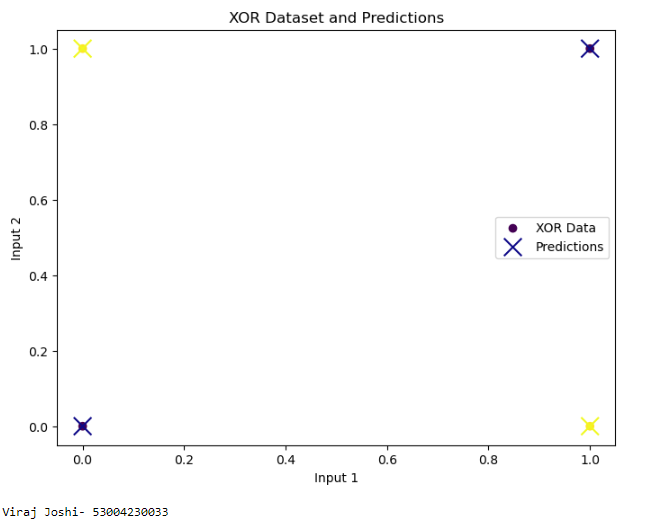 XOR Dataset and Predictions
1.0
0.8
0.6
0.4
0.2
0.0
Input 2
XOR Data
Predictions
0.0 0.2 0.4 0.6 0.8 1.0
Input 1
Viraj Joshi- 53004230033